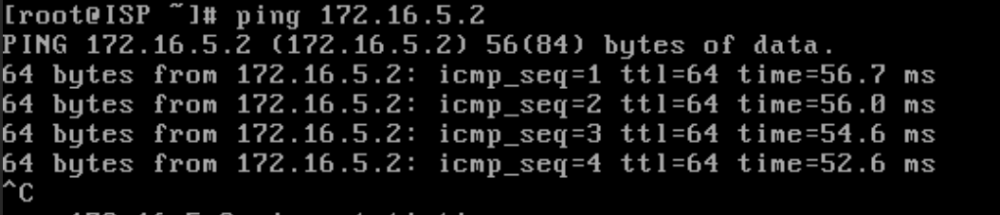 [root@ISP ~]# ping 172.16.5.2
PING 172.16.5.2 (172.16.5.2) 56(84) bytes of data.
64 bytes from 172.16.5.2: icmp_seq=1 ttl=64 time=56.7 ms
64 bytes from 172.16.5.2: icmp_seq=2 ttl=64 time=56.0 ms
64 bytes from 172.16.5.2: icmp_seq=3 ttl=64 time=54.6 ms
64 bytes from 172.16.5.2: icmp_seq=4 ttl=64 time=52.6 ms
^C